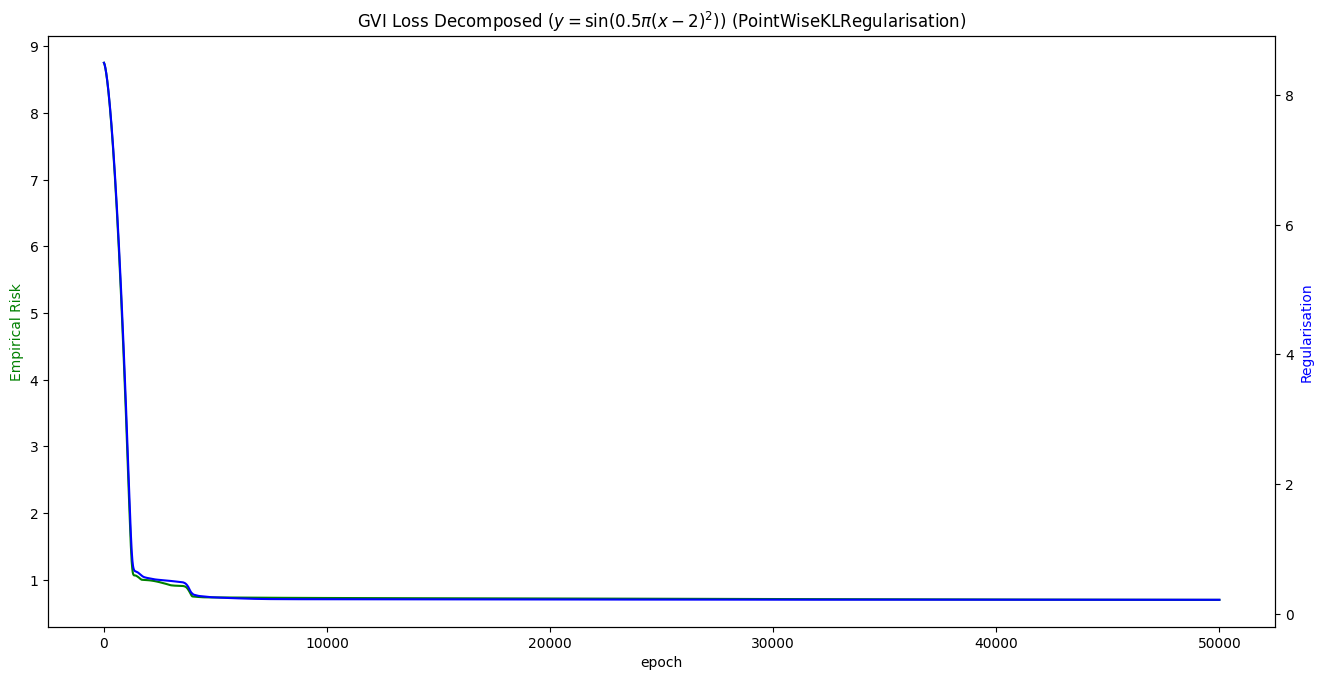 GVI Loss Decomposed (y = sin(0.5π(x − 2)²)) (PointWiseKLRegularisation)
9
8
7
6
5
4
3
2
1
Empirical Risk
8
6
4
2
0
Regularisation
0 10000 20000 30000 40000 50000
epoch